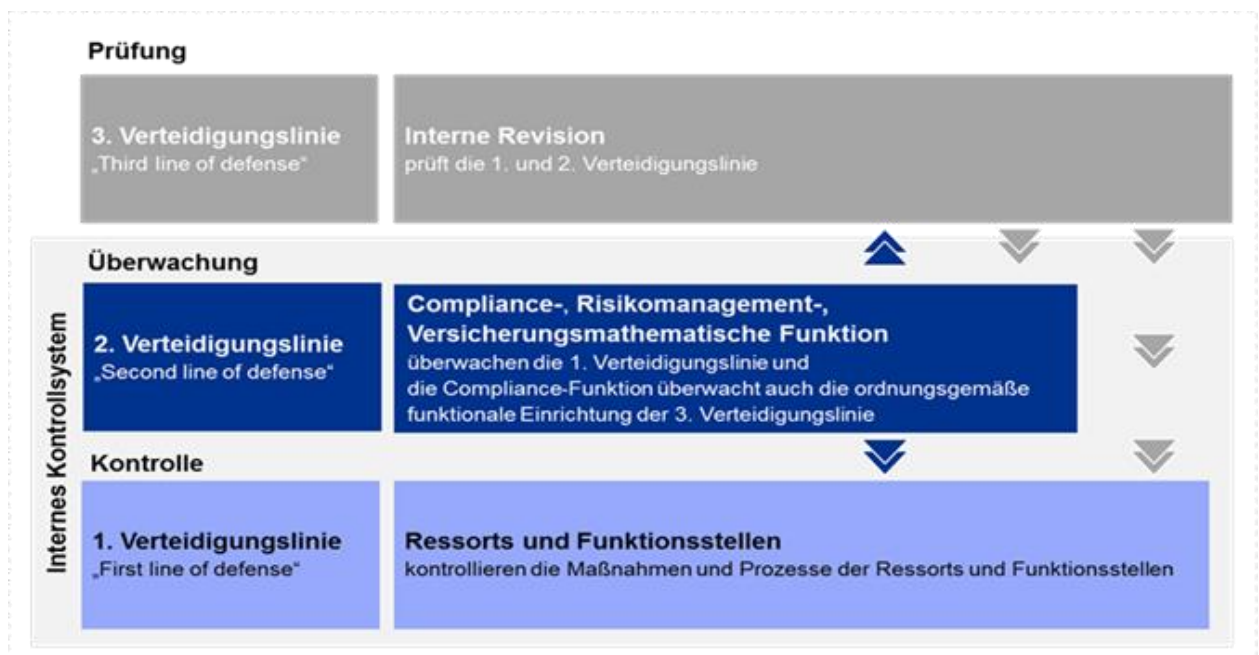 Prüfung
3. Verteidigungslinie
„Third line of defense“
Interne Revision
prüft die 1. und 2. Verteidigungslinie
Internes Kontrollsystem
Überwachung
2. Verteidigungslinie
„Second line of defense“
Compliance-, Risikomanagement-,
Versicherungsmathematische Funktion
überwachen die 1. Verteidigungslinie und
die Compliance-Funktion überwacht auch die ordnungsgemäße
funktionale Einrichtung der 3. Verteidigungslinie
Kontrolle
1. Verteidigungslinie
„First line of defense“
Ressorts und Funktionsstellen
kontrollieren die Maßnahmen und Prozesse der Ressorts und Funktionsstellen